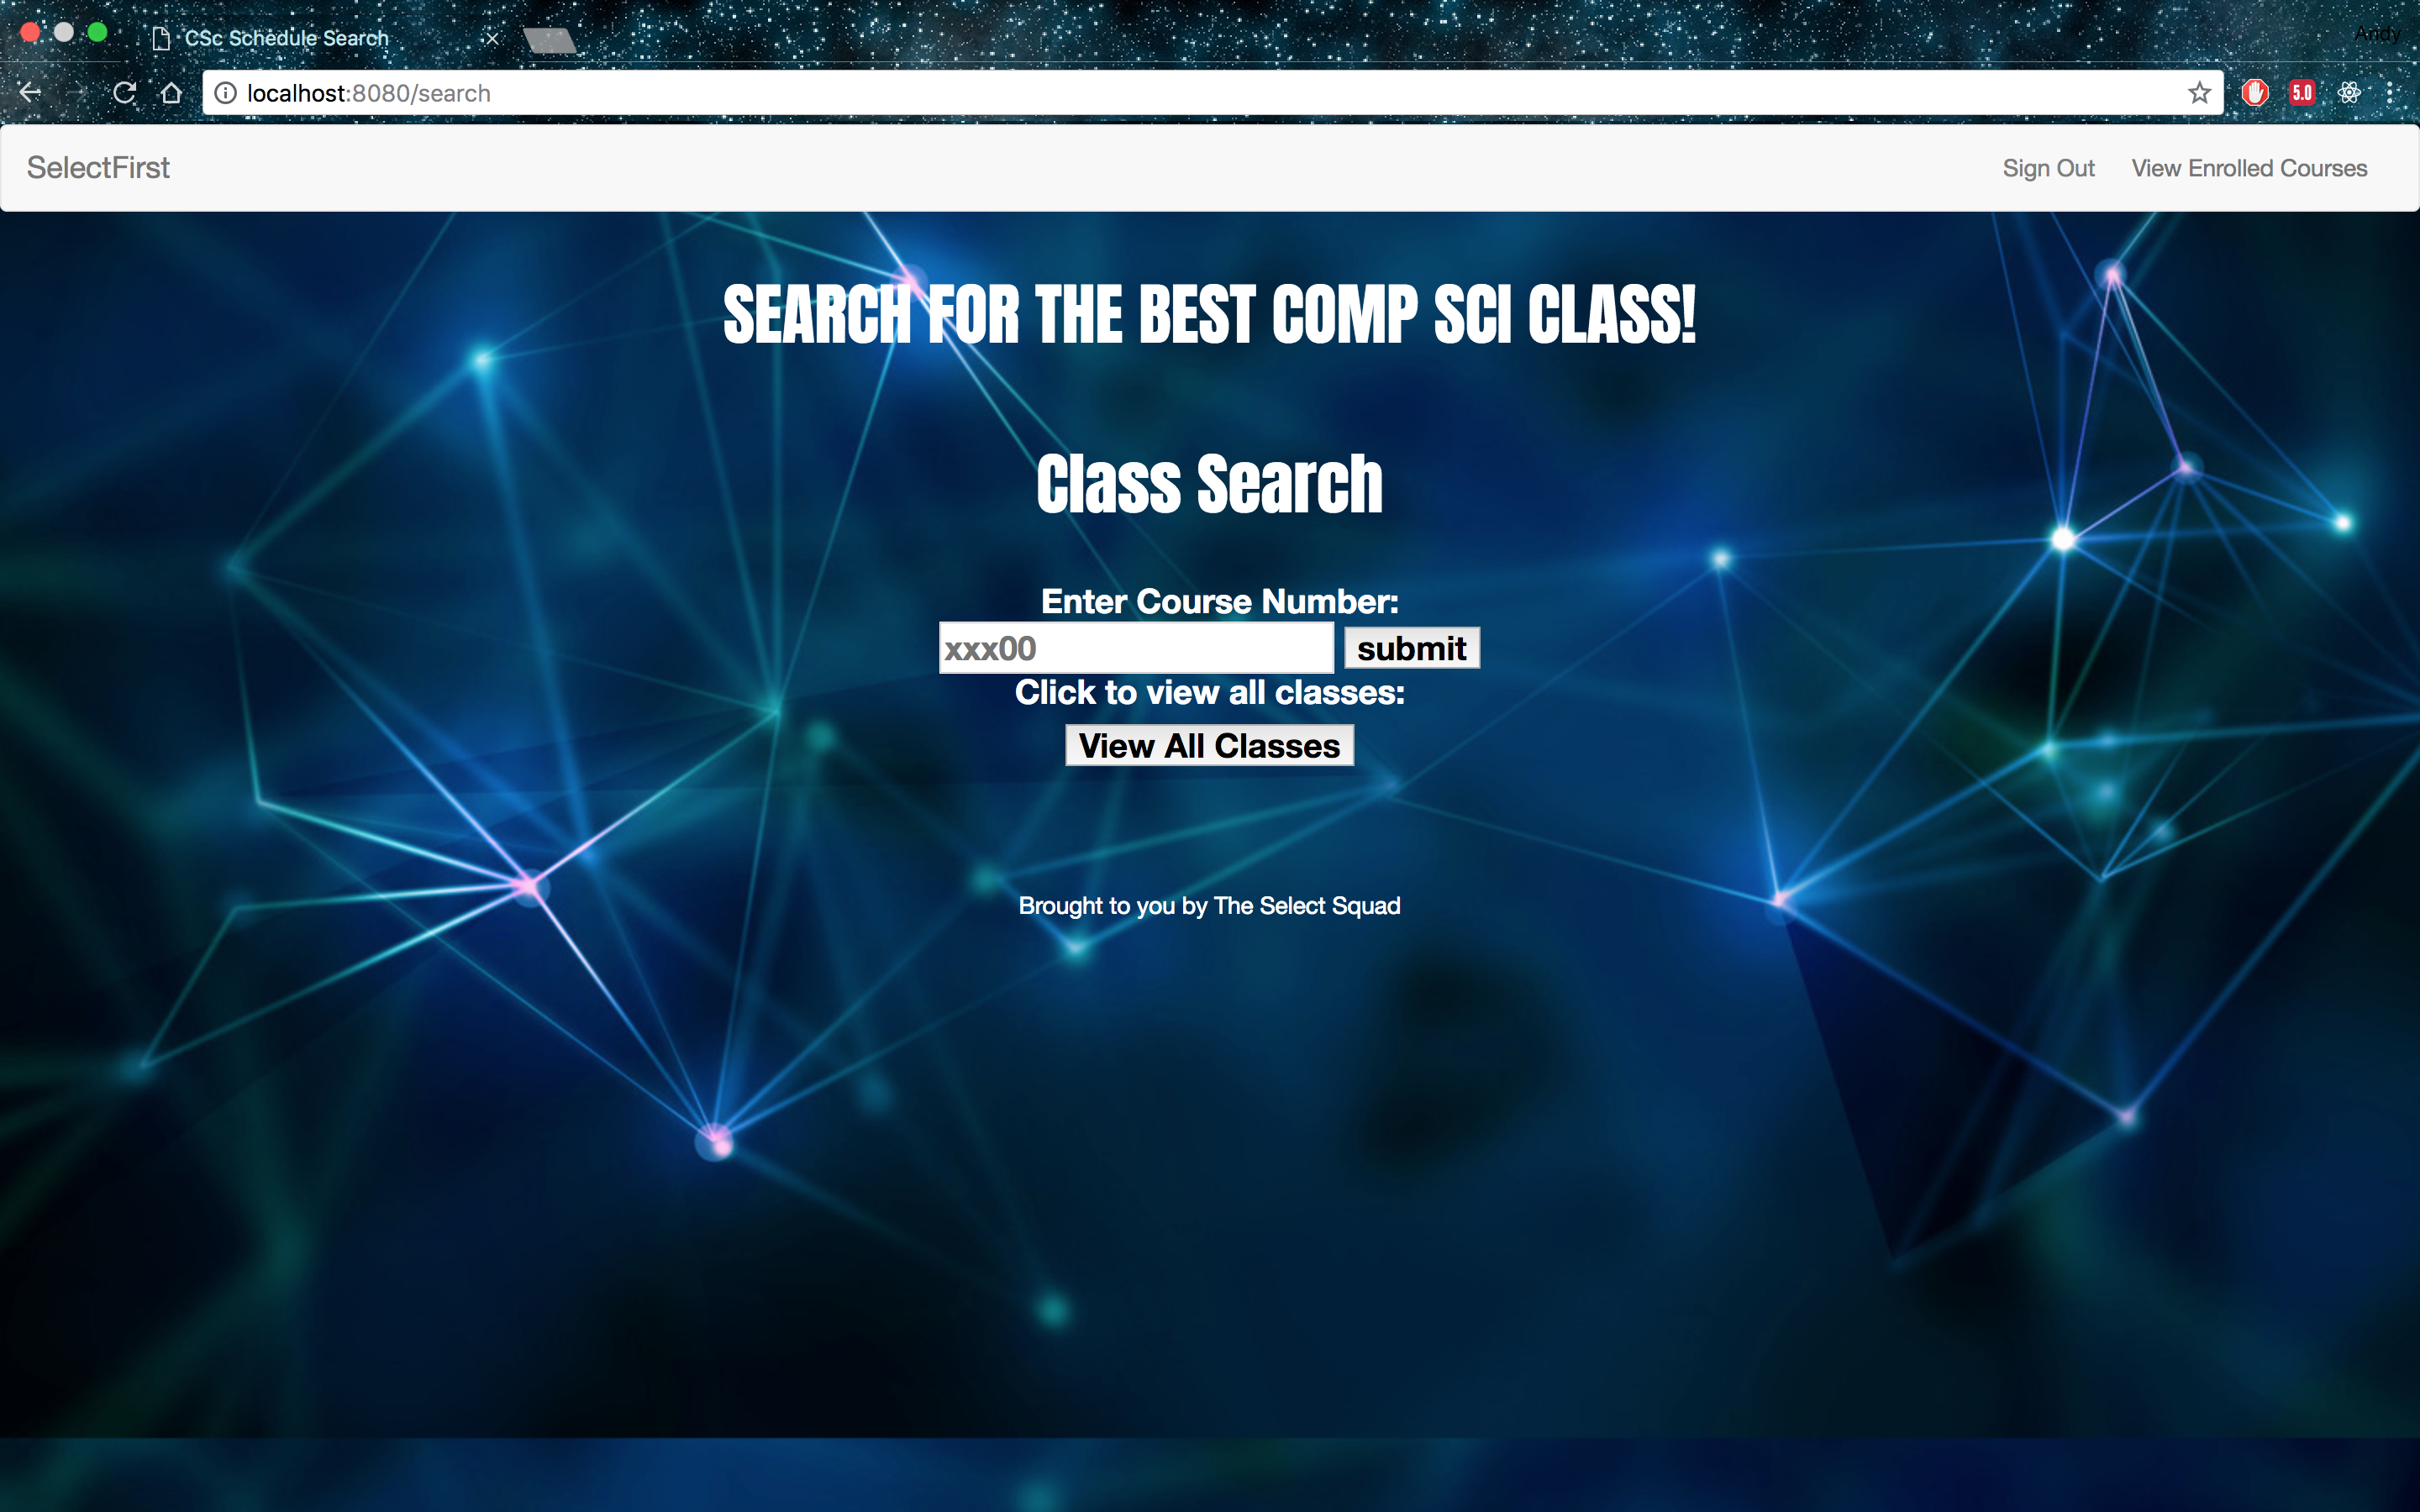 CSc Schedule Search
Andy
localhost:8080/search
5.0
SelectFirst
Sign Out
View Enrolled Courses
SEARCH FOR THE BEST COMP SCI CLASS!
Class Search
Enter Course Number:
xxx00
submit
Click to view all classes:
View All Classes
Brought to you by The Select Squad